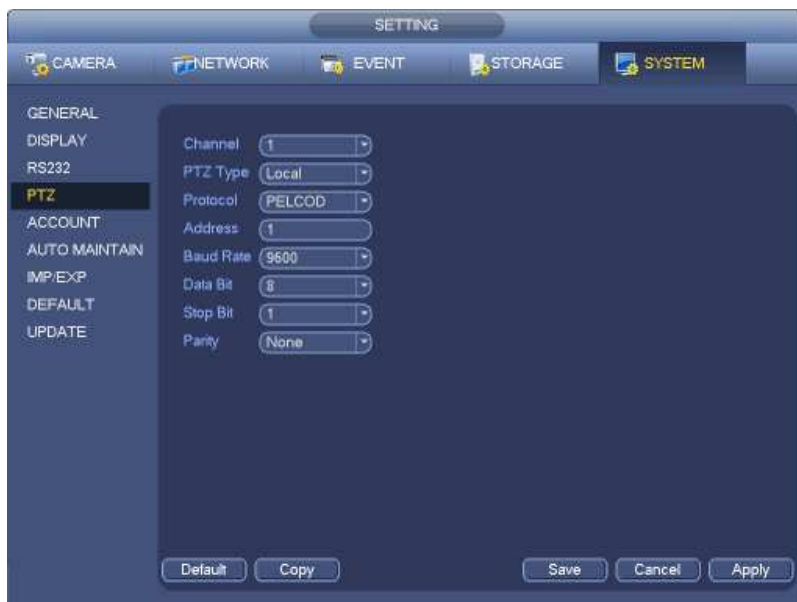 SETTING
CAMERA NETWORK EVENT STORAGE SYSTEM
GENERAL
DISPLAY
RS232
PTZ
ACCOUNT
AUTO MAINTAIN
IMP/EXP
DEFAULT
UPDATE
Channel 1
PTZ Type Local
Protocol PELCOD
Address 1
Baud Rate 9600
Data Bit 8
Stop Bit 1
Parity None
Default Copy Save Cancel Apply